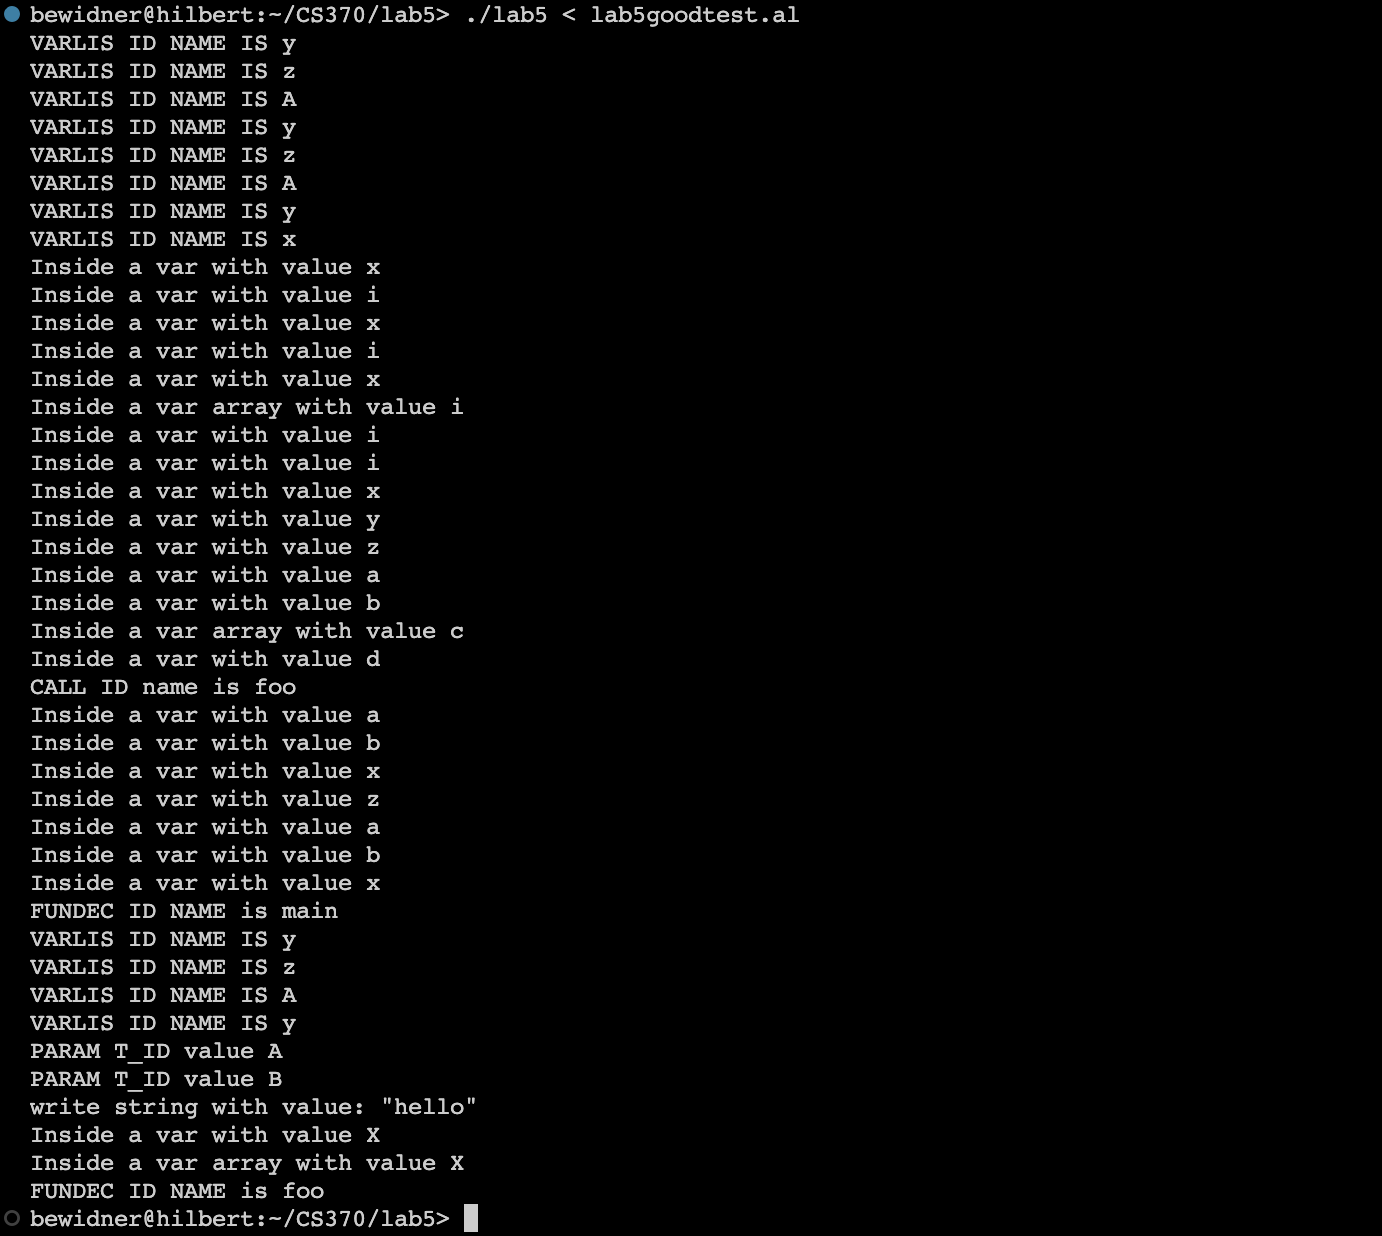 bewidner@hilbert:~/CS370/lab5> ./lab5 < lab5goodtest.al
VARLIS ID NAME IS y
VARLIS ID NAME IS z
VARLIS ID NAME IS A
VARLIS ID NAME IS y
VARLIS ID NAME IS z
VARLIS ID NAME IS A
VARLIS ID NAME IS y
VARLIS ID NAME IS x
Inside a var with value x
Inside a var with value i
Inside a var with value x
Inside a var with value i
Inside a var with value x
Inside a var array with value i
Inside a var with value i
Inside a var with value i
Inside a var with value x
Inside a var with value y
Inside a var with value z
Inside a var with value a
Inside a var with value b
Inside a var array with value c
Inside a var with value d
CALL ID name is foo
Inside a var with value a
Inside a var with value b
Inside a var with value x
Inside a var with value z
Inside a var with value a
Inside a var with value b
Inside a var with value x
FUNDEC ID NAME is main
VARLIS ID NAME IS y
VARLIS ID NAME IS z
VARLIS ID NAME IS A
VARLIS ID NAME IS y
PARAM T_ID value A
PARAM T_ID value B
write string with value: "hello"
Inside a var with value X
Inside a var array with value X
FUNDEC ID NAME is foo
bewidner@hilbert:~/CS370/lab5>